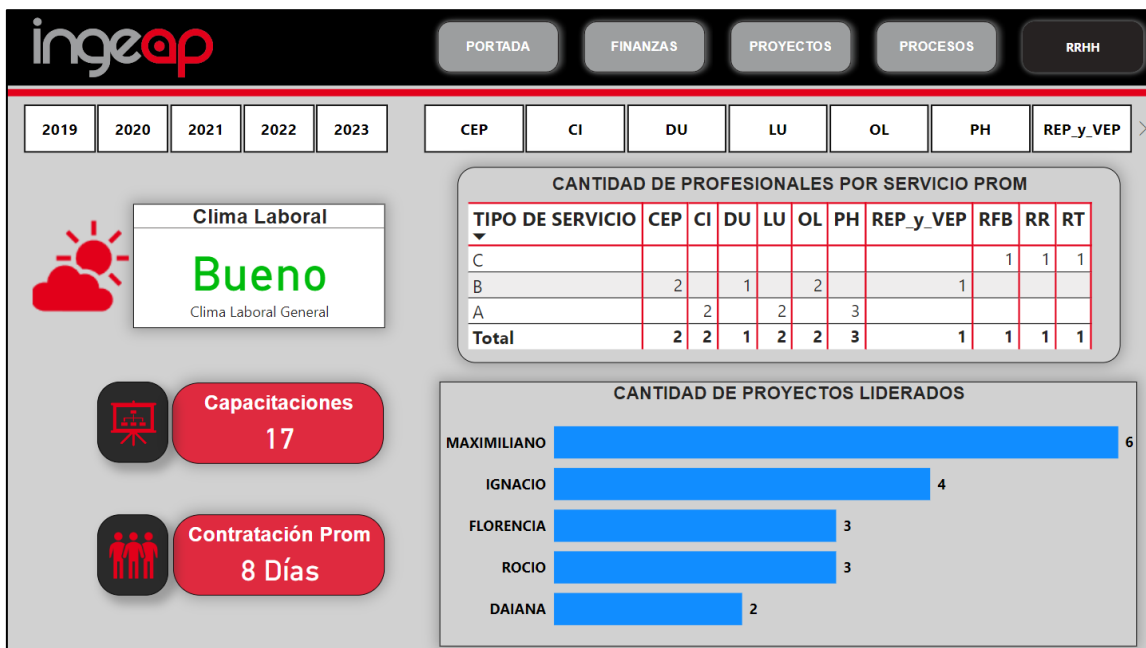 ingeap
PORTADA FINANZAS PROYECTOS PROCESOS RRHH
2019 2020 2021 2022 2023
CEP CI DU LU OL PH REP_y_VEP
Clima Laboral
Bueno
Clima Laboral General
CANTIDAD DE PROFESIONALES POR SERVICIO PROM
TIPO DE SERVICIO CEP CI DU LU OL PH REP_y_VEP RFB RR RT
C 1 1 1
B 2 1 2 1
A 2 2 3
Total 2 2 1 2 2 3 1 1 1 1
Capacitaciones
17
Contratación Prom
8 Días
CANTIDAD DE PROYECTOS LIDERADOS
MAXIMILIANO 6
IGNACIO 4
FLORENCIA 3
ROCIO 3
DAIANA 2